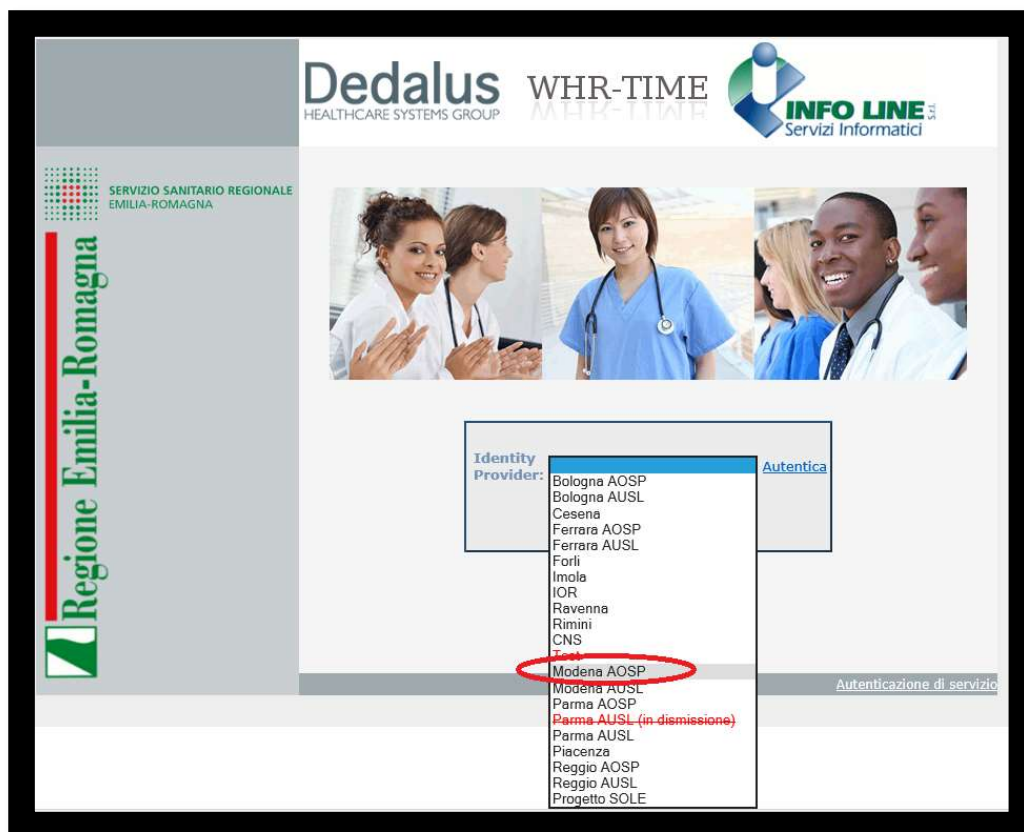 Dedalus
HEALTHCARE SYSTEMS GROUP
WHR-TIME
INFO LINE S.r.l.
Servizi Informatici
SERVIZIO SANITARIO REGIONALE
EMILIA-ROMAGNA
Regione Emilia-Romagna
Identity
Provider:
Autentica
Bologna AOSP
Bologna AUSL
Cesena
Ferrara AOSP
Ferrara AUSL
Forli
Imola
IOR
Ravenna
Rimini
CNS
Test
Modena AOSP
Modena AUSL
Parma AOSP
Parma AUSL (in dismissione)
Parma AUSL
Piacenza
Reggio AOSP
Reggio AUSL
Progetto SOLE
Autenticazione di servizio